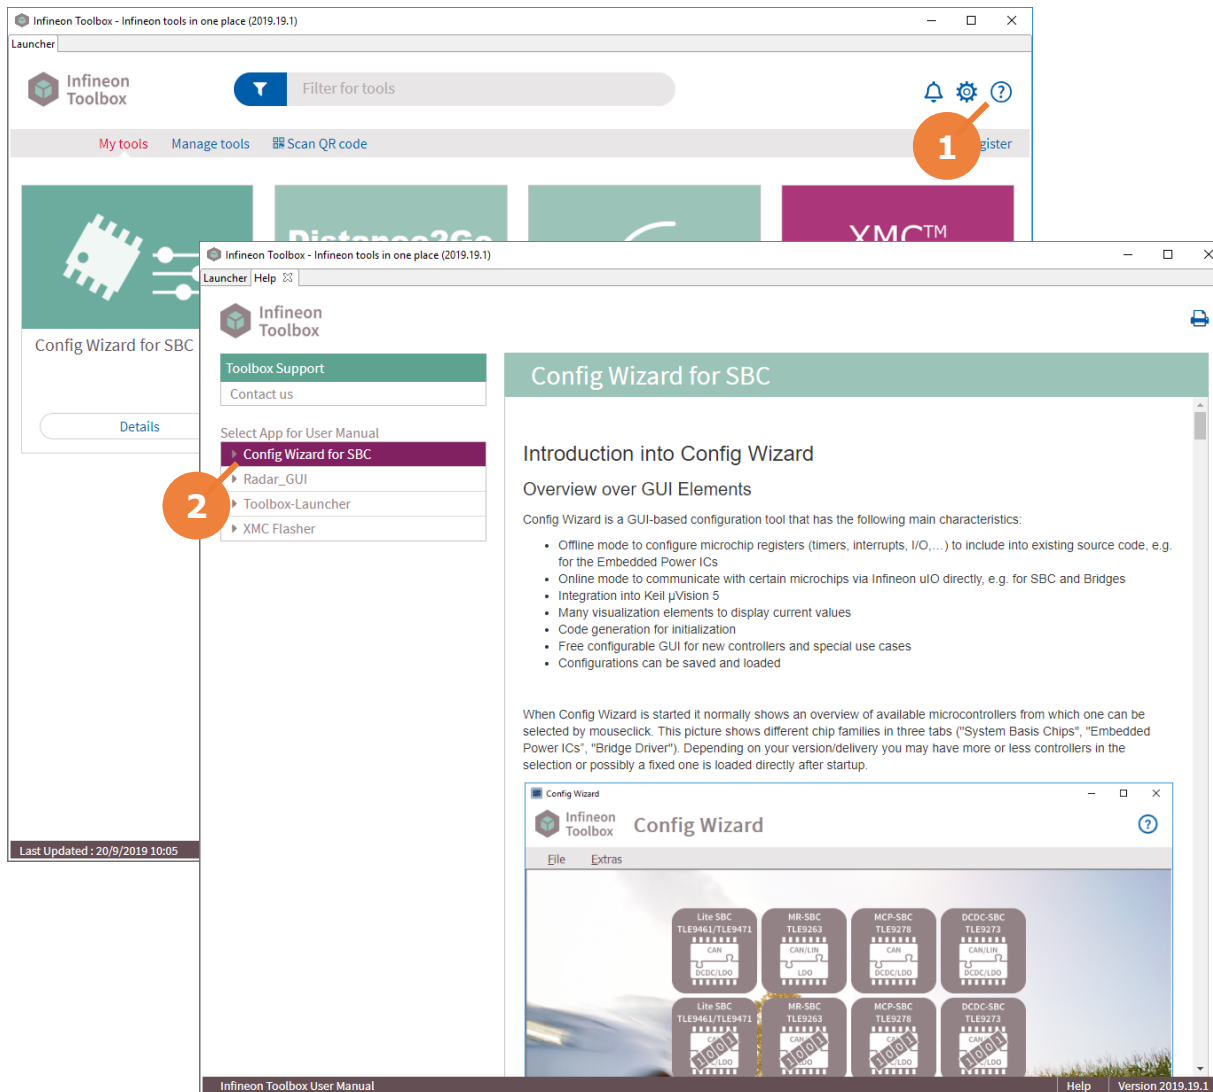 Infineon Toolbox - Infineon tools in one place (2019.19.1)
Launcher
Infineon
Toolbox
Filter for tools
My tools Manage tools Scan QR code
1
Config Wizard for SBC
Details
Last Updated : 20/9/2019 10:05
XMC™
Infineon Toolbox - Infineon tools in one place (2019.19.1)
Launcher Help
Infineon
Toolbox
Toolbox Support
Contact us
Select App for User Manual
Config Wizard for SBC
Radar_GUI
2
Toolbox-Launcher
XMC Flasher
Config Wizard for SBC
Introduction into Config Wizard
Overview over GUI Elements
Config Wizard is a GUI-based configuration tool that has the following main characteristics:
• Offline mode to configure microchip registers (timers, interrupts, I/O,…) to include into existing source code, e.g.
for the Embedded Power ICs
• Online mode to communicate with certain microchips via Infineon uIO directly, e.g. for SBC and Bridges
• Integration into Keil µVision 5
• Many visualization elements to display current values
• Code generation for initialization
• Free configurable GUI for new controllers and special use cases
• Configurations can be saved and loaded
When Config Wizard is started it normally shows an overview of available microcontrollers from which one can be
selected by mouseclick. This picture shows different chip families in three tabs ("System Basis Chips", "Embedded
Power ICs", "Bridge Driver"). Depending on your version/delivery you may have more or less controllers in the
selection or possibly a fixed one is loaded directly after startup.
Config Wizard
Infineon
Toolbox
Config Wizard
File Extras
Lite SBC MR-SBC MCP-SBC DCDC-SBC
TLE9461/TLE9471 TLE9263 TLE9278 TLE9273
CAN CAN/LIN CAN CAN/LIN
DCDC/LDO LDO DCDC/LDO DCDC/LDO
Lite SBC MR-SBC MCP-SBC DCDC-SBC
TLE9461/TLE9471 TLE9263 TLE9278 TLE9273
1001 1001 1001 1001
Infineon Toolbox User Manual Help Version 2019.19.1